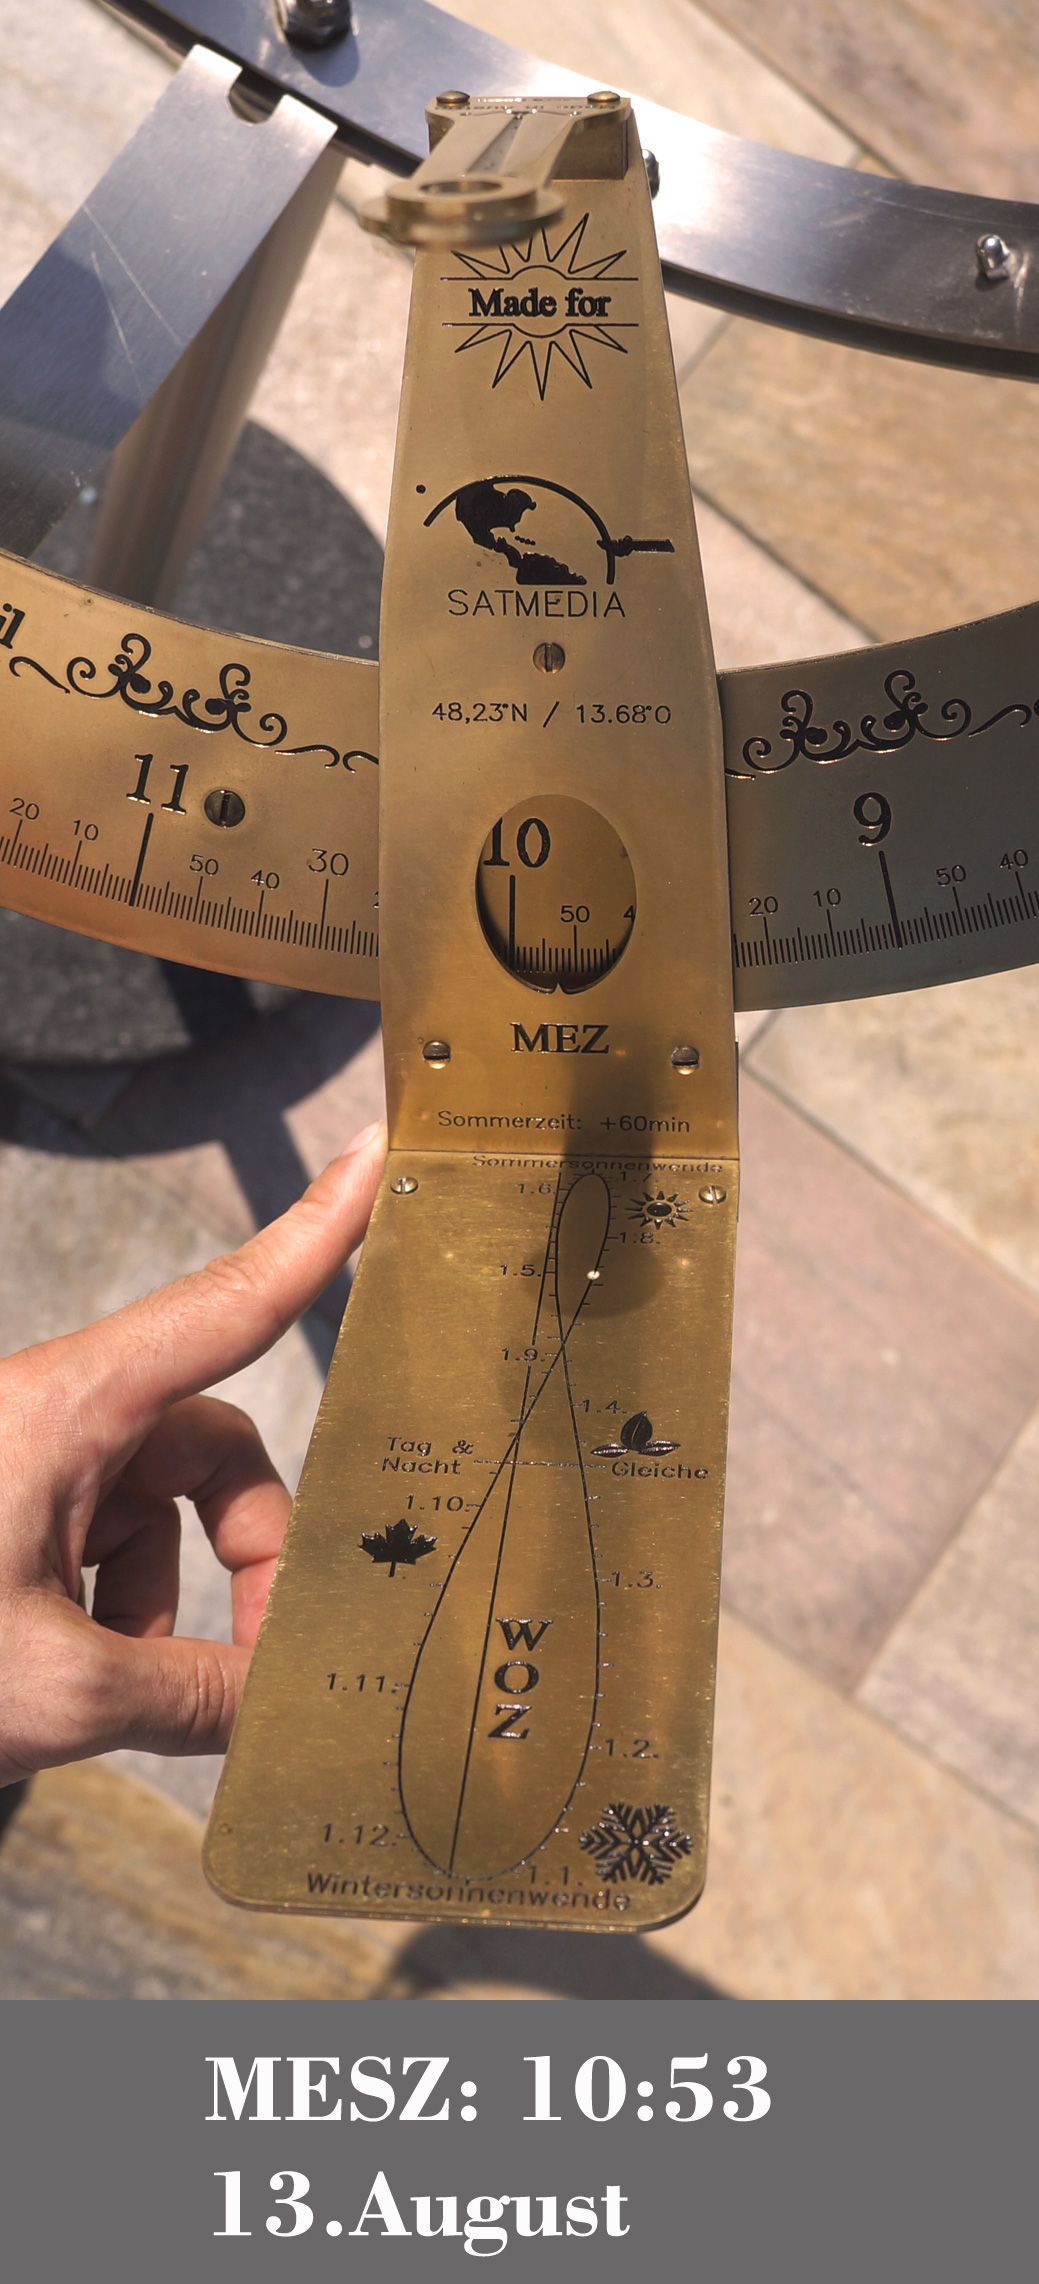 Made for
SATMEDIA
48,23°N / 13.68°O
il
11
20 10 50 40 30
10
50 4
9
20 10 50 40
MEZ
Sommerzeit: +60min
Sommersonnenwende
1.6. 1.7.
1.8.
1.5.
1.9.
1.4.
Tag &
Nacht Gleiche
1.10.
1.3.
WOZ
1.11.
1.2.
1.12.
1.1.
Wintersonnenwende
MESZ: 10:53
13.August